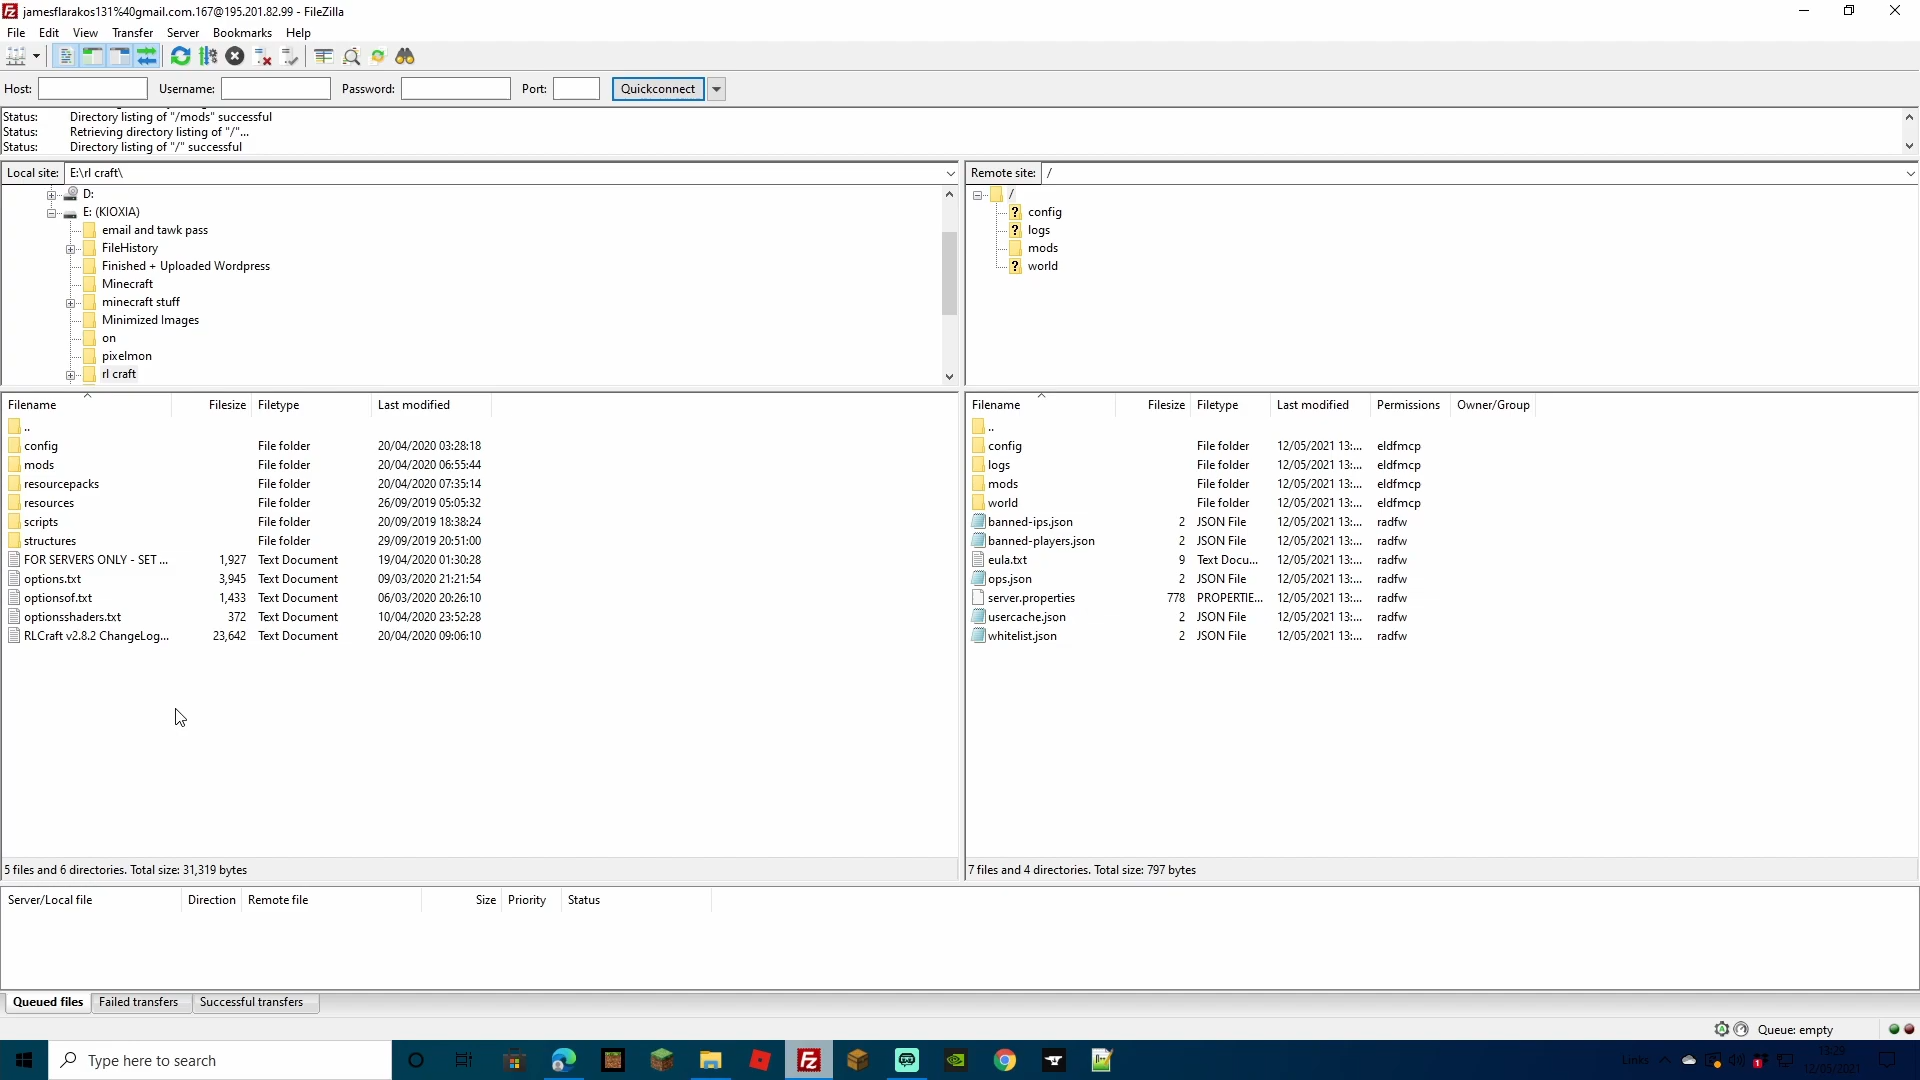 jamesflarakos131%40gmail.com.167@195.201.82.99 - FileZilla
File Edit View Transfer Server Bookmarks Help
Host: Username: Password: Port: Quickconnect
Status: Directory listing of "/mods" successful
Status: Retrieving directory listing of "/"...
Status: Directory listing of "/" successful
Local site: E:\rl craft\
D:
E: (KIOXIA)
email and tawk pass
FileHistory
Finished + Uploaded Wordpress
Minecraft
minecraft stuff
Minimized Images
on
pixelmon
rl craft
Remote site: /
/
config
logs
mods
world
Filename Filesize Filetype Last modified
..
config File folder 20/04/2020 03:28:18
mods File folder 20/04/2020 06:55:44
resourcepacks File folder 20/04/2020 07:35:14
resources File folder 26/09/2019 05:05:32
scripts File folder 20/09/2019 18:38:24
structures File folder 29/09/2019 20:51:00
FOR SERVERS ONLY - SET ... 1,927 Text Document 19/04/2020 01:30:28
options.txt 3,945 Text Document 09/03/2020 21:21:54
optionsof.txt 1,433 Text Document 06/03/2020 20:26:10
optionsshaders.txt 372 Text Document 10/04/2020 23:52:28
RLCraft v2.8.2 ChangeLog... 23,642 Text Document 20/04/2020 09:06:10
5 files and 6 directories. Total size: 31,319 bytes
Filename Filesize Filetype Last modified Permissions Owner/Group
..
config File folder 12/05/2021 13:... eldfmcp
logs File folder 12/05/2021 13:... eldfmcp
mods File folder 12/05/2021 13:... eldfmcp
world File folder 12/05/2021 13:... eldfmcp
banned-ips.json 2 JSON File 12/05/2021 13:... radfw
banned-players.json 2 JSON File 12/05/2021 13:... radfw
eula.txt 9 Text Docu... 12/05/2021 13:... radfw
ops.json 2 JSON File 12/05/2021 13:... radfw
server.properties 778 PROPERTIE... 12/05/2021 13:... radfw
usercache.json 2 JSON File 12/05/2021 13:... radfw
whitelist.json 2 JSON File 12/05/2021 13:... radfw
7 files and 4 directories. Total size: 797 bytes
Server/Local file Direction Remote file Size Priority Status
Queued files Failed transfers Successful transfers
Queue: empty
Type here to search
Links
13:29
12/05/2021